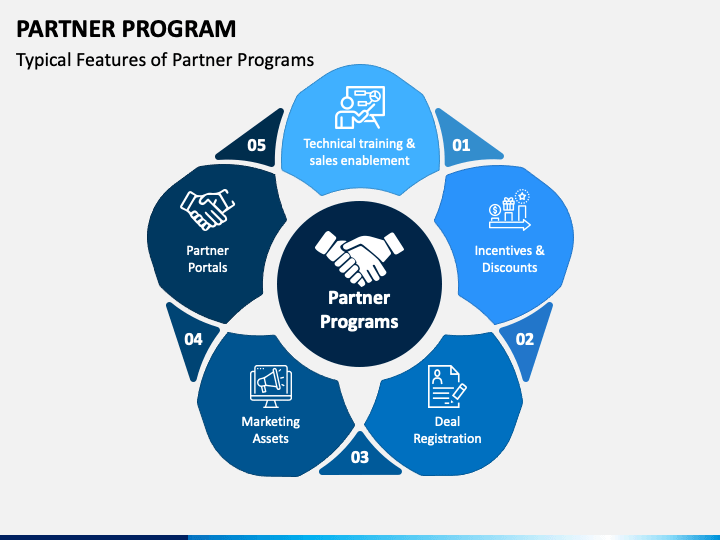 PARTNER PROGRAM
Typical Features of Partner Programs
Technical training &
sales enablement
01
Incentives &
Discounts
02
Deal
Registration
03
Marketing
Assets
04
Partner
Portals
05
Partner
Programs
$